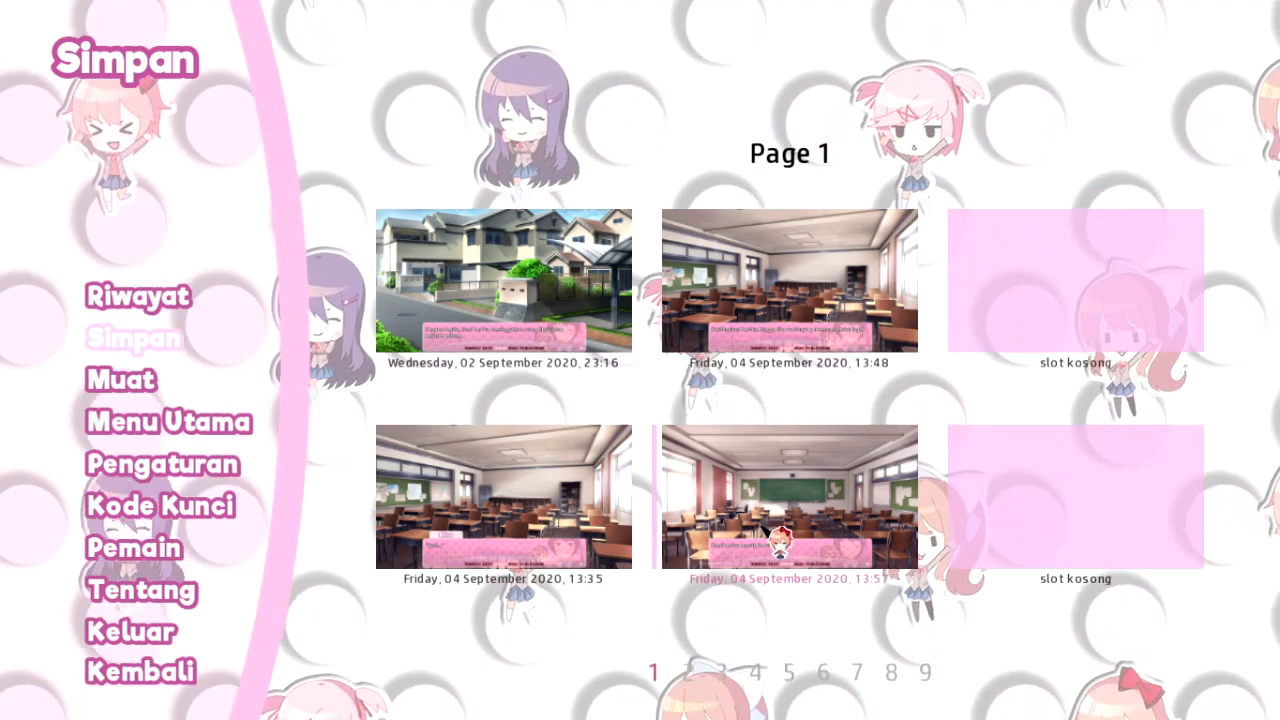 Simpan
Riwayat
Simpan
Muat
Menu Utama
Pengaturan
Kode Kunci
Pemain
Tentang
Keluar
Kembali
Page 1
Wednesday, 02 September 2020, 23:16
Friday, 04 September 2020, 13:48
slot kosong
Friday, 04 September 2020, 13:35
Friday, 04 September 2020, 13:57
slot kosong
1 2 3 4 5 6 7 8 9